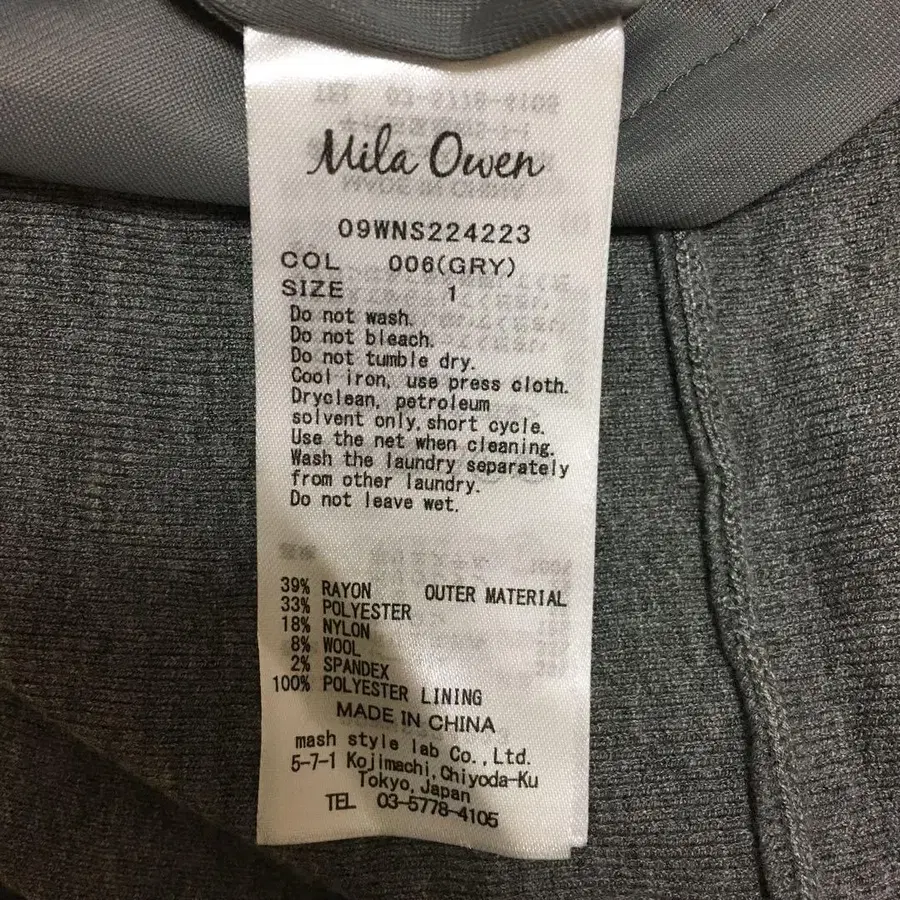 Mila Owen
09WNS224223
COL 006(GRY)
SIZE 1
Do not wash.
Do not bleach.
Do not tumble dry.
Cool iron, use press cloth.
Dryclean, petroleum
solvent only, short cycle.
Use the net when cleaning.
Wash the laundry separately
from other laundry.
Do not leave wet.
39% RAYON OUTER MATERIAL
33% POLYESTER
18% NYLON
8% WOOL
2% SPANDEX
100% POLYESTER LINING
MADE IN CHINA
mash style lab Co., Ltd.
5-7-1 Kojimachi, Chiyoda-Ku
Tokyo, Japan
TEL 03-5778-4105